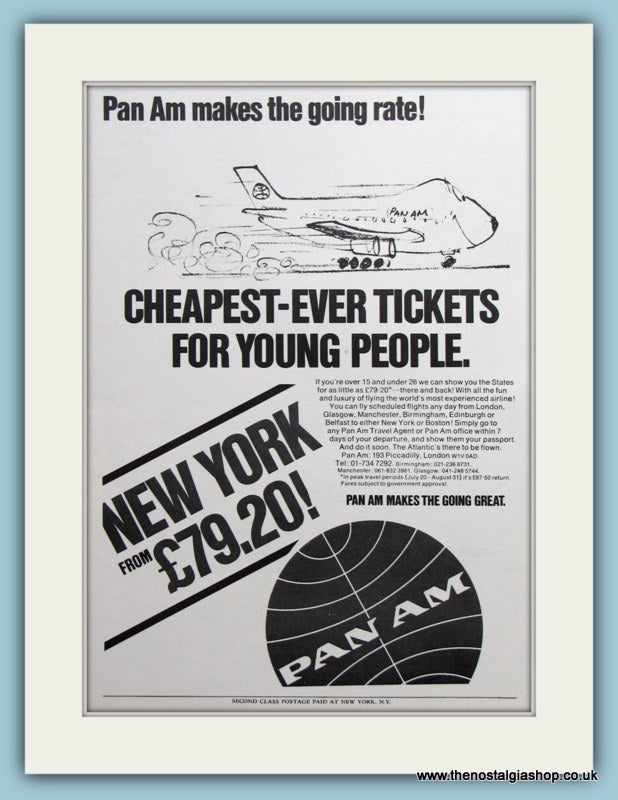 Pan Am makes the going rate!
PAN AM
CHEAPEST-EVER TICKETS
FOR YOUNG PEOPLE.
If you're over 15 and under 26 we can show you the States
for as little as £79·20*—there and back! With all the fun
and luxury of flying the world's most experienced airline!
You can fly scheduled flights any day from London,
Glasgow, Manchester, Birmingham, Edinburgh or
Belfast to either New York or Boston! Simply go to
any Pan Am Travel Agent or Pan Am office within 7
days of your departure, and show them your passport.
And do it soon. The Atlantic's there to be flown.
Pan Am: 193 Piccadilly, London W1V 0AD.
Tel: 01-734 7292. Birmingham: 021-236 8731.
Manchester: 061-832 3981. Glasgow: 041-248 5744.
*In peak travel periods (July 20 - August 31) it's £87·50 return.
Fares subject to government approval.
PAN AM MAKES THE GOING GREAT.
NEW YORK
FROM £79.20!
PAN AM
SECOND CLASS POSTAGE PAID AT NEW YORK, N.Y.
www.thenostalgiashop.co.uk